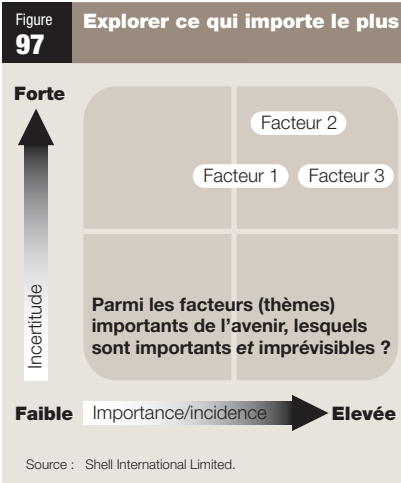 Figure
97
Explorer ce qui importe le plus
Forte
Facteur 2
Facteur 1
Facteur 3
Incertitude
Parmi les facteurs (thèmes)
importants de l'avenir, lesquels
sont importants et imprévisibles ?
Faible
Importance/incidence
Elevée
Source : Shell International Limited.